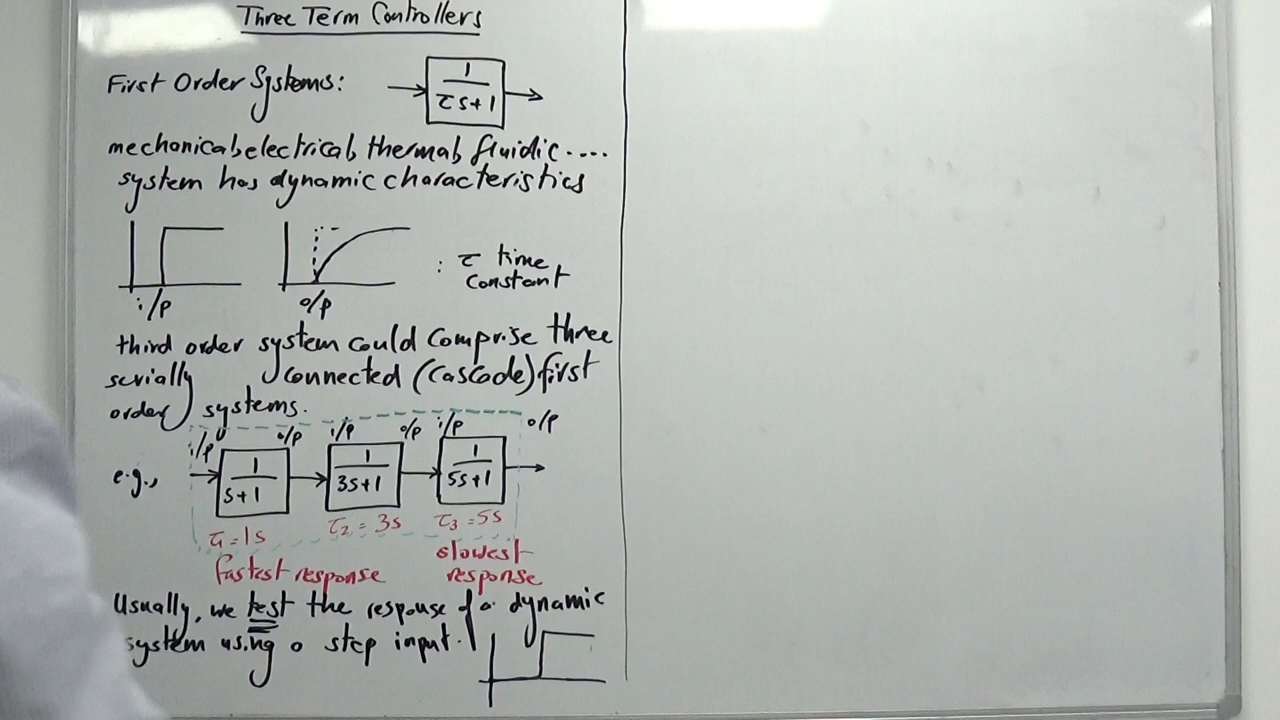 Three Term Controllers
First Order Systems: 1
τs+1
mechanical, electrical, thermal, fluidic....
system has dynamic characteristics
i/p o/p : τ time
constant
third order system could comprise three
serially connected (cascade) first
order systems.
i/p o/p i/p o/p i/p o/p
e.g., 1 1 1
s+1 3s+1 5s+1
τ1=1s τ2=3s τ3=5s
fastest response slowest
response
Usually, we test the response of a dynamic
system using a step input.